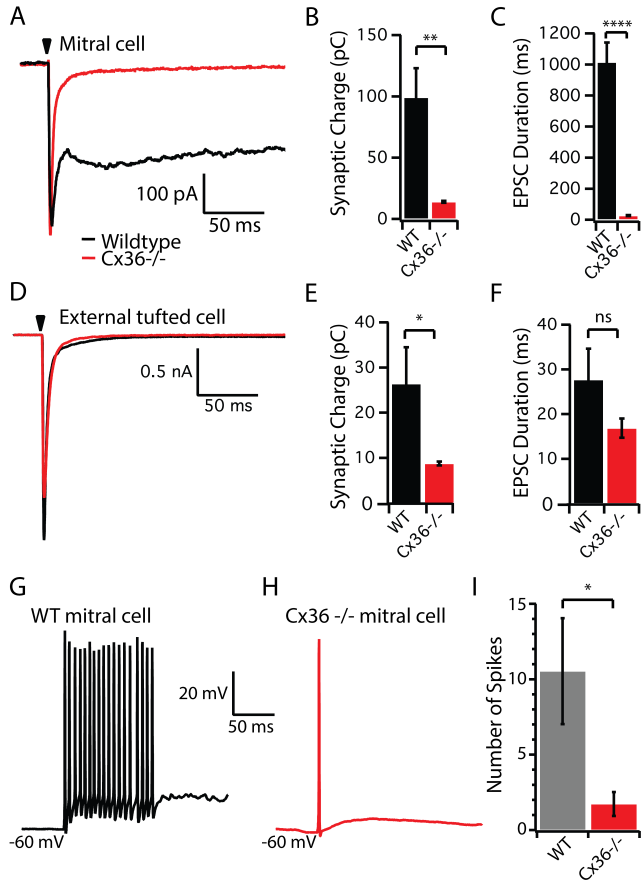 A
Mitral cell
100 pA
50 ms
Wildtype
Cx36-/-
B
Synaptic Charge (pC)
150
100
50
0
**
WT
Cx36-/-
C
EPSC Duration (ms)
1200
1000
800
600
400
200
0
****
WT
Cx36-/-
D
External tufted cell
0.5 nA
50 ms
E
Synaptic Charge (pC)
40
30
20
10
0
*
WT
Cx36-/-
F
EPSC Duration (ms)
40
30
20
10
0
ns
WT
Cx36-/-
G
WT mitral cell
-60 mV
20 mV
50 ms
H
Cx36 -/- mitral cell
-60 mV
I
Number of Spikes
15
10
5
0
*
WT
Cx36-/-